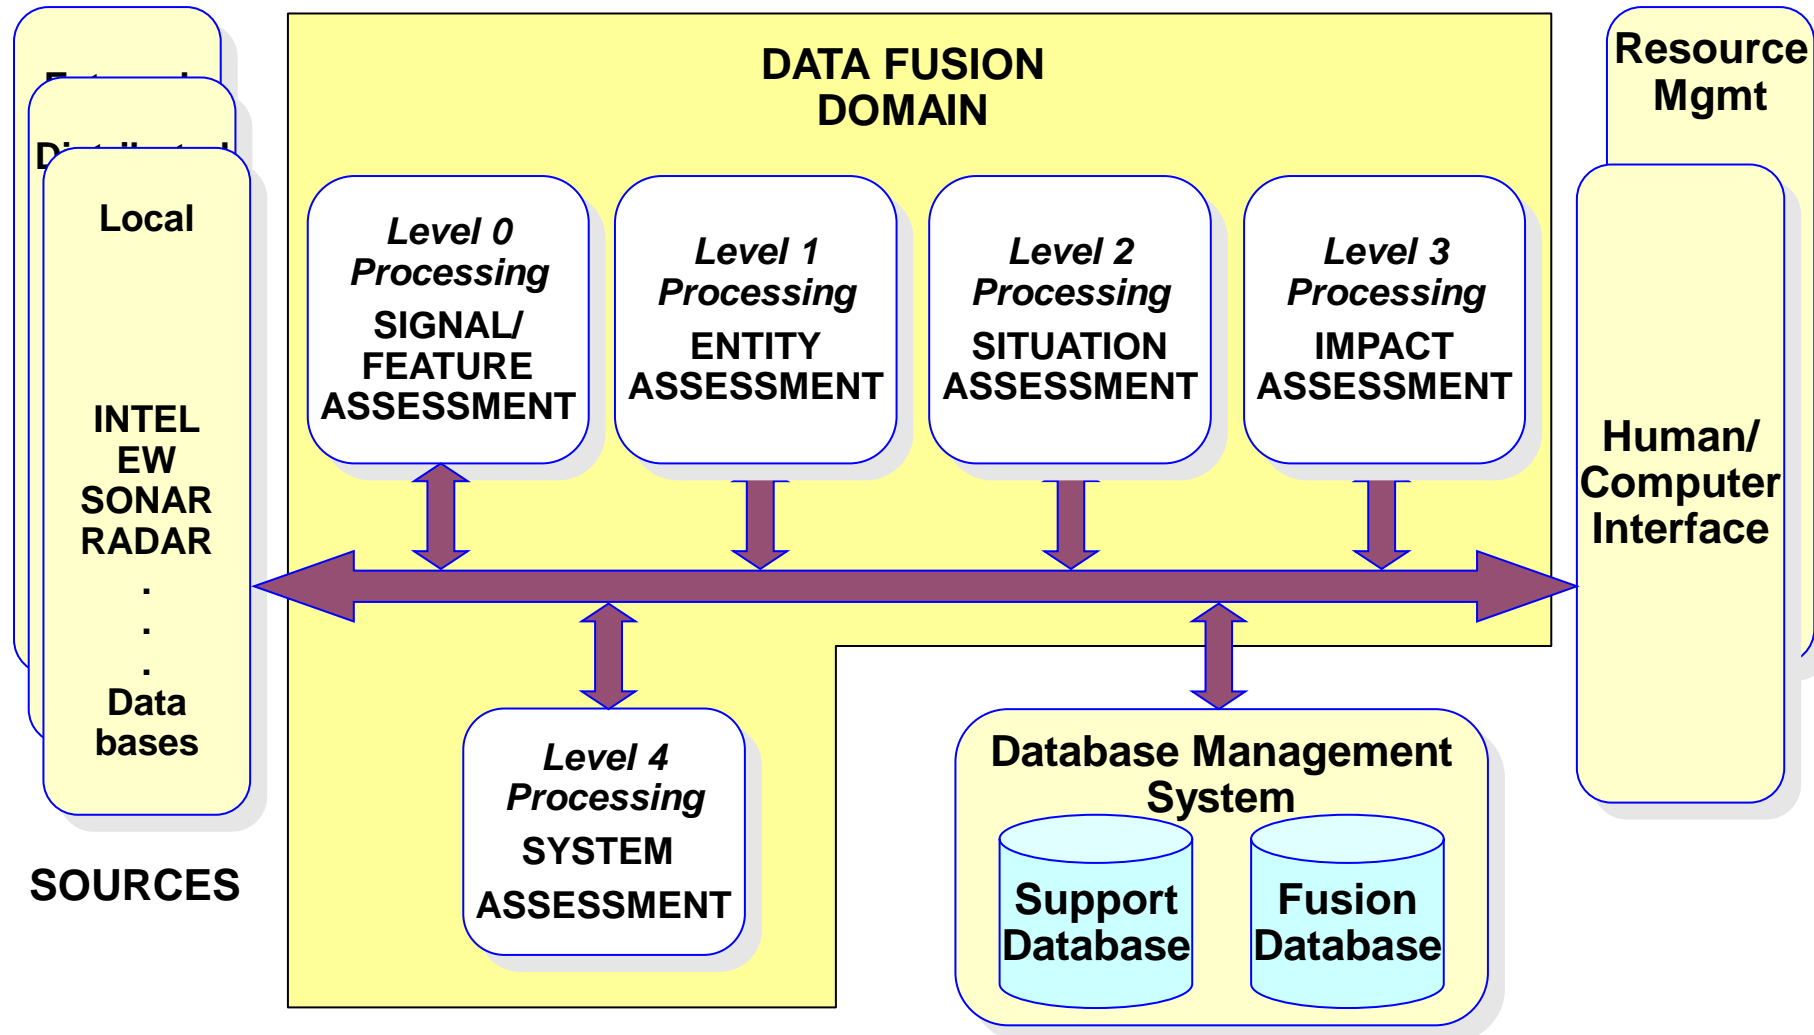 DATA FUSION
DOMAIN
Resource
Mgmt
Local
INTEL
EW
SONAR
RADAR
.
.
.
Data
bases
SOURCES
Level 0
Processing
SIGNAL/
FEATURE
ASSESSMENT
Level 1
Processing
ENTITY
ASSESSMENT
Level 2
Processing
SITUATION
ASSESSMENT
Level 3
Processing
IMPACT
ASSESSMENT
Human/
Computer
Interface
Level 4
Processing
SYSTEM
ASSESSMENT
Database Management
System
Support
Database
Fusion
Database